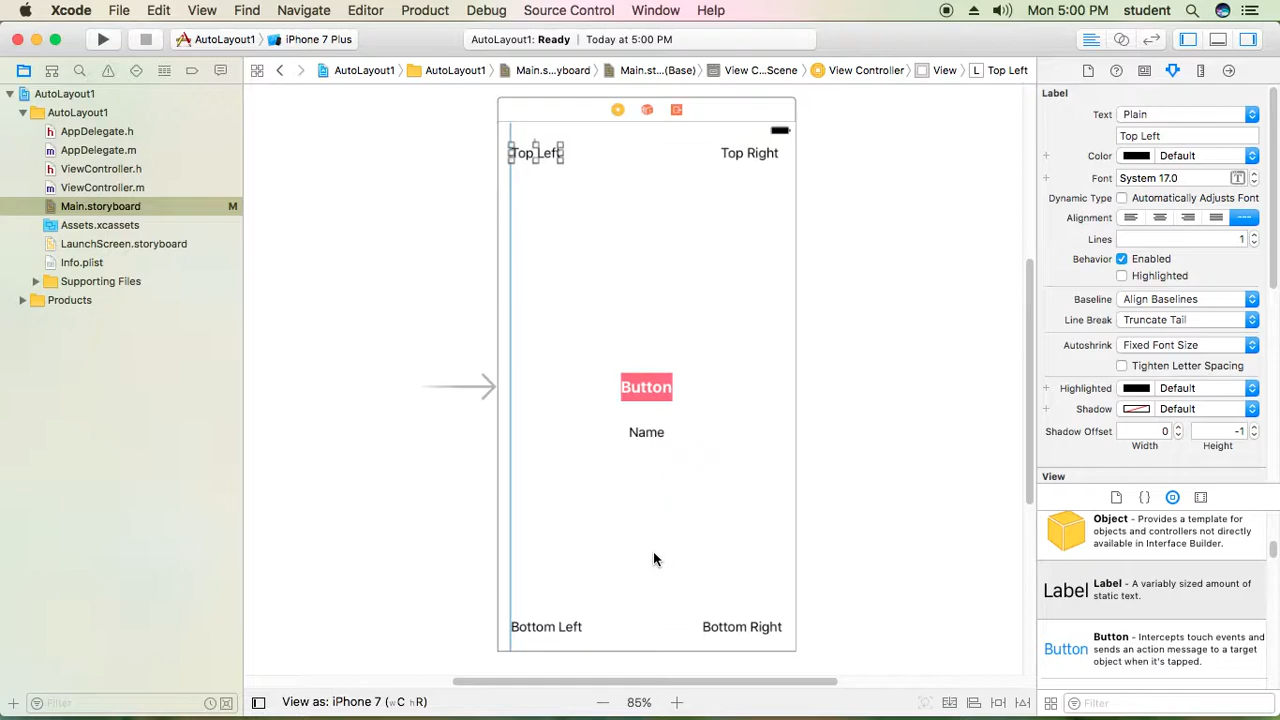 Xcode File Edit View Find Navigate Editor Product Debug Source Control Window Help Mon 5:00 PM student
AutoLayout1 iPhone 7 Plus AutoLayout1: Ready Today at 5:00 PM
AutoLayout1 AutoLayout1 Main.s...yboard Main.st...(Base) View C...Scene View Controller View L Top Left
AutoLayout1
AutoLayout1
h AppDelegate.h
m AppDelegate.m
h ViewController.h
m ViewController.m
Main.storyboard M
Assets.xcassets
LaunchScreen.storyboard
Info.plist
Supporting Files
Products
Filter
Top Left Top Right
Button
Name
Bottom Left Bottom Right
View as: iPhone 7 (wC hR) 85%
Label
Text Plain
Top Left
Color Default
Font System 17.0 T
Dynamic Type Automatically Adjusts Font
Alignment
Lines 1
Behavior Enabled
Highlighted
Baseline Align Baselines
Line Break Truncate Tail
Autoshrink Fixed Font Size
Tighten Letter Spacing
Highlighted Default
Shadow Default
Shadow Offset 0 -1
Width Height
View
Object - Provides a template for
objects and controllers not directly
available in Interface Builder.
Label Label - A variably sized amount of
static text.
Button Button - Intercepts touch events and
sends an action message to a target
object when it's tapped.
Filter